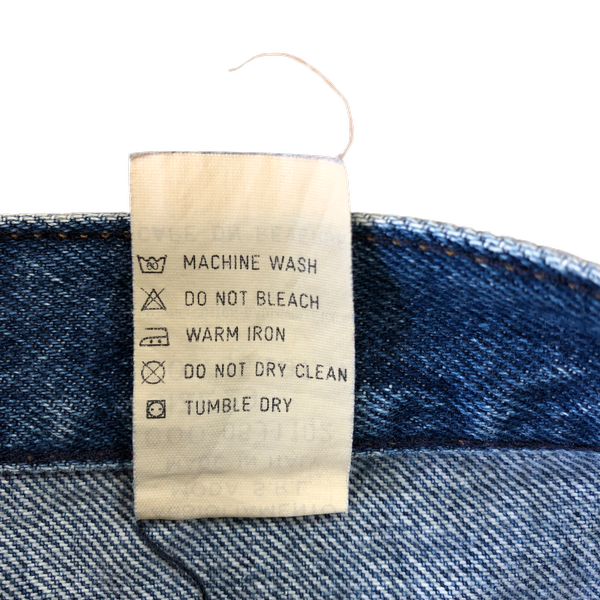 MACHINE WASH
DO NOT BLEACH
WARM IRON
DO NOT DRY CLEAN
TUMBLE DRY